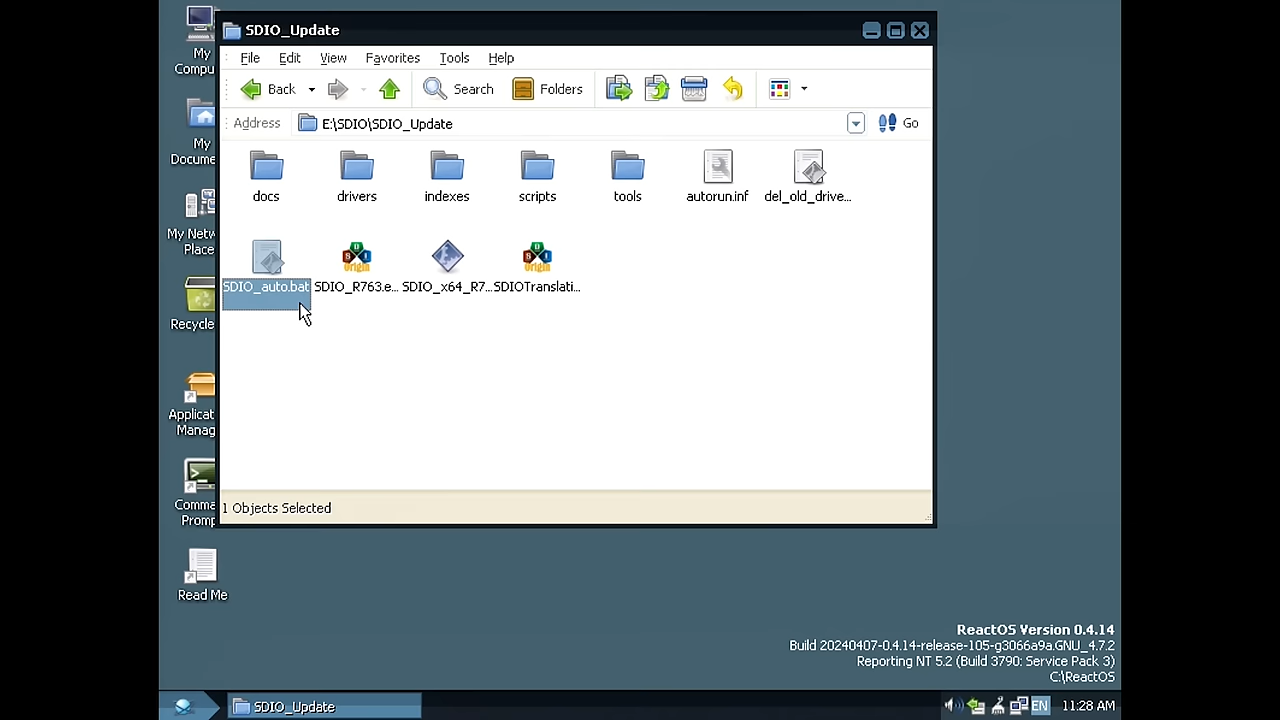 My
Compu
My
Docume
My Netw
Place
Recycle
Applicat
Manag
Comma
Promp
Read Me
SDIO_Update
File Edit View Favorites Tools Help
Back Search Folders
Address E:\SDIO\SDIO_Update Go
docs drivers indexes scripts tools autorun.inf del_old_drive...
SDIO_auto.bat SDIO_R763.e... SDIO_x64_R7... SDIOTranslati...
1 Objects Selected
ReactOS Version 0.4.14
Build 20240407-0.4.14-release-105-g3066a9a.GNU_4.7.2
Reporting NT 5.2 (Build 3790: Service Pack 3)
C:\ReactOS
SDIO_Update EN 11:28 AM